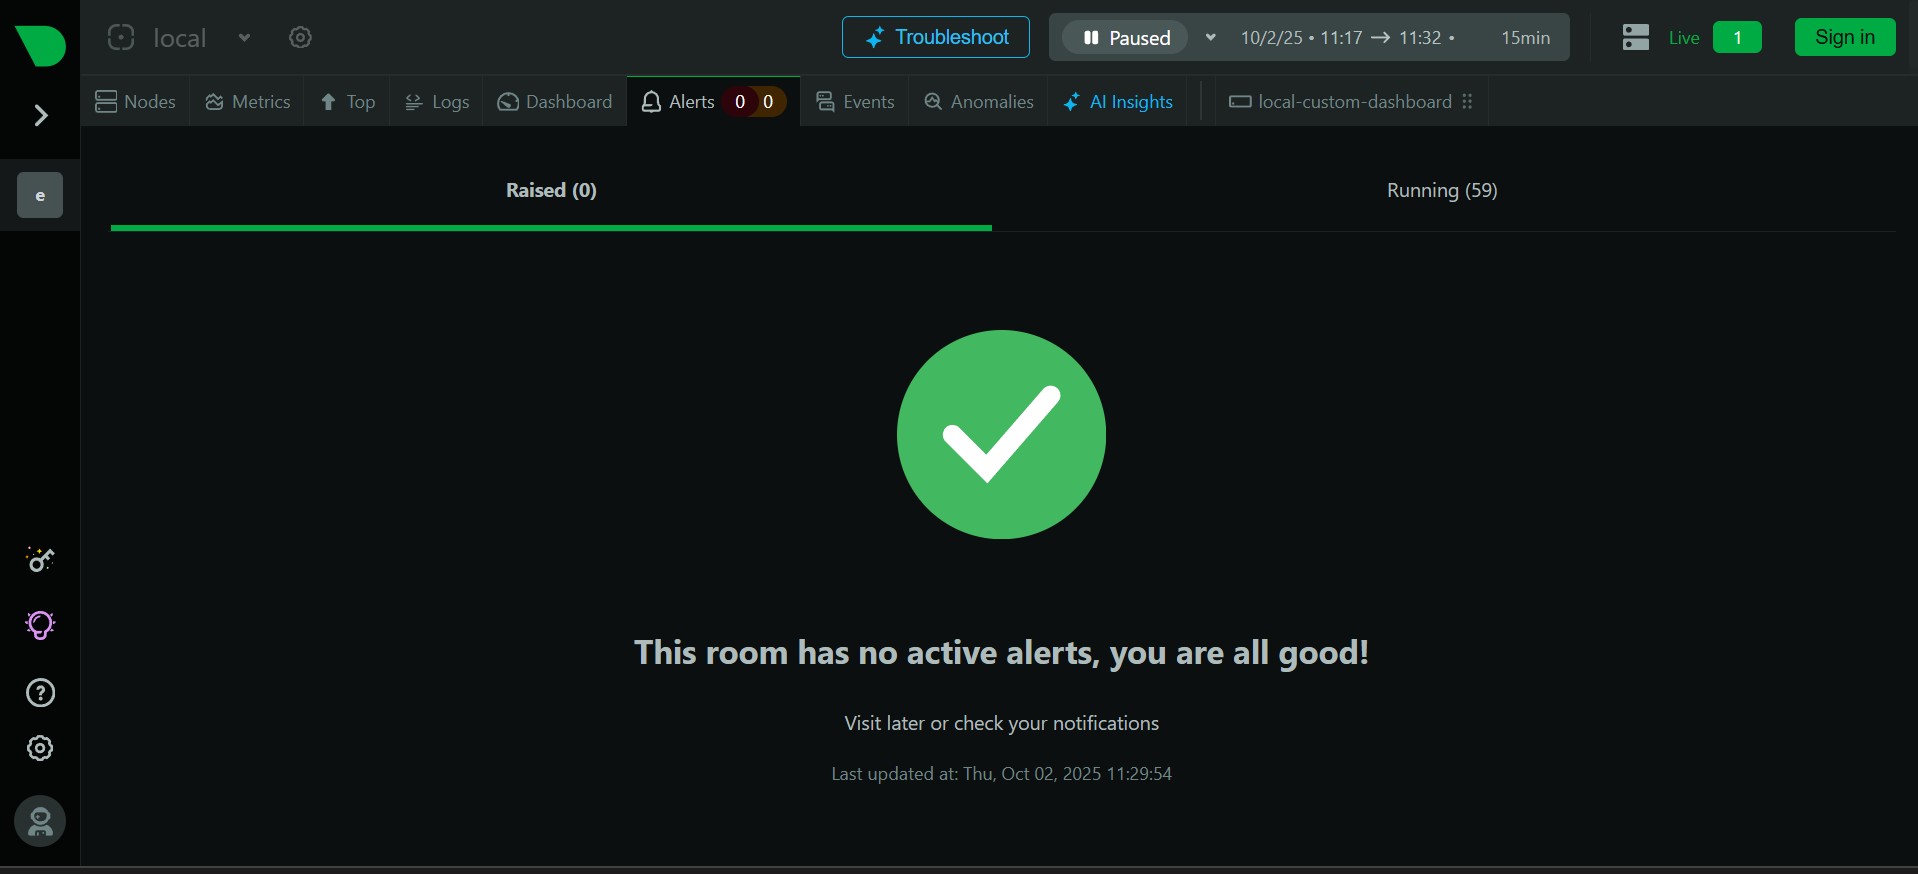 local
Troubleshoot
Paused
10/2/25 • 11:17 → 11:32 •
15min
Live
1
Sign in
Nodes
Metrics
Top
Logs
Dashboard
Alerts
0
0
Events
Anomalies
AI Insights
local-custom-dashboard
e
Raised (0)
Running (59)
This room has no active alerts, you are all good!
Visit later or check your notifications
Last updated at: Thu, Oct 02, 2025 11:29:54